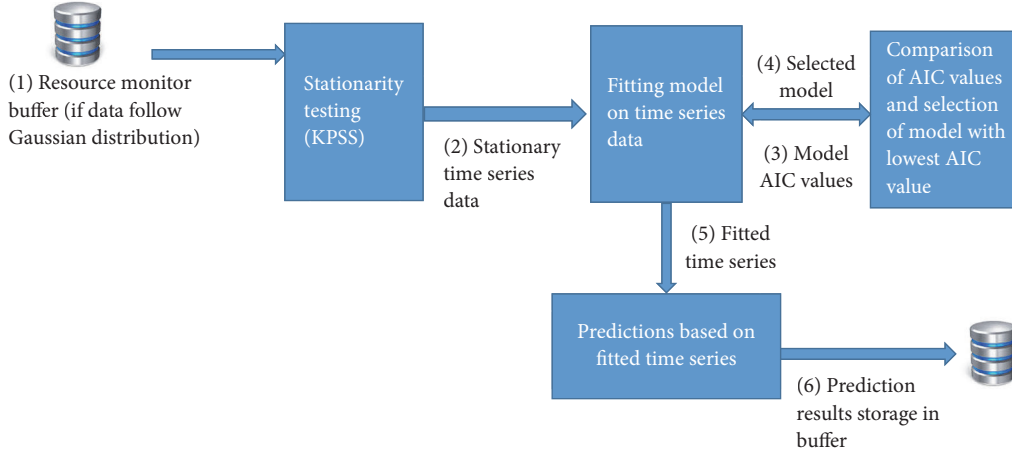 (1) Resource monitor
buffer (if data follow
Gaussian distribution)
Stationarity
testing
(KPSS)
(2) Stationary
time series
data
Fitting model
on time series
data
(4) Selected
model
(3) Model
AIC values
Comparison
of AIC values
and selection
of model with
lowest AIC
value
(5) Fitted
time series
Predictions based on
fitted time series
(6) Prediction
results storage in
buffer